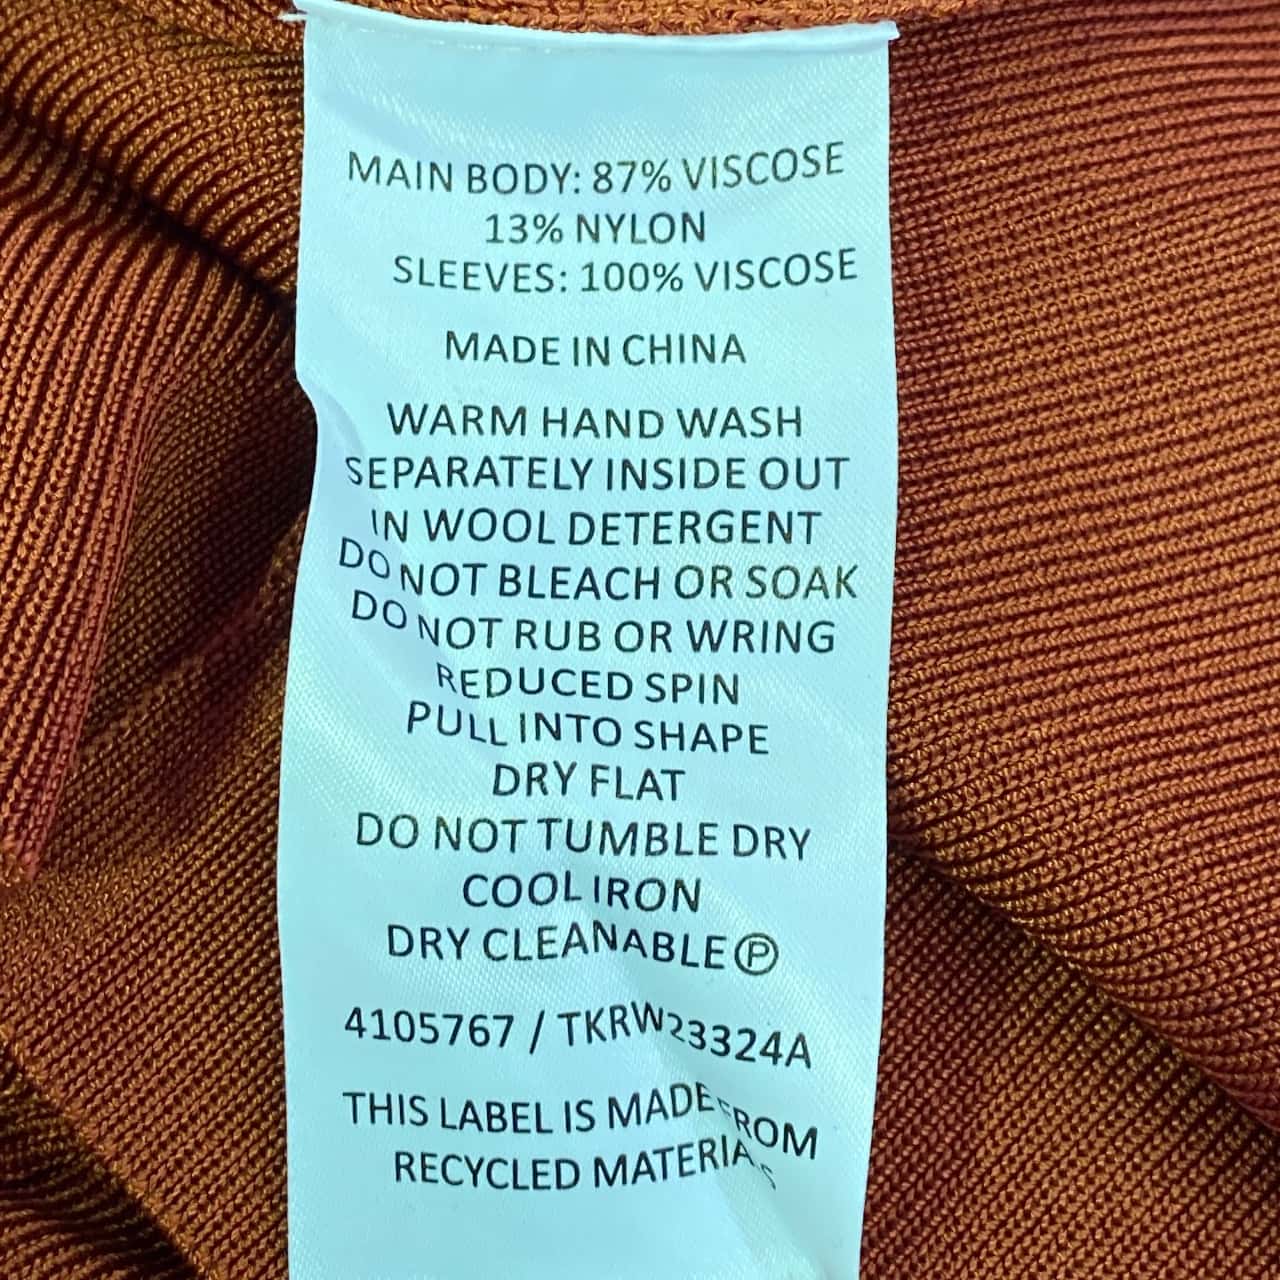 MAIN BODY: 87% VISCOSE
13% NYLON
SLEEVES: 100% VISCOSE
MADE IN CHINA
WARM HAND WASH
SEPARATELY INSIDE OUT
IN WOOL DETERGENT
DO NOT BLEACH OR SOAK
DO NOT RUB OR WRING
REDUCED SPIN
PULL INTO SHAPE
DRY FLAT
DO NOT TUMBLE DRY
COOL IRON
DRY CLEANABLE Ⓟ
4105767 / TKRW23324A
THIS LABEL IS MADE FROM
RECYCLED MATERIALS